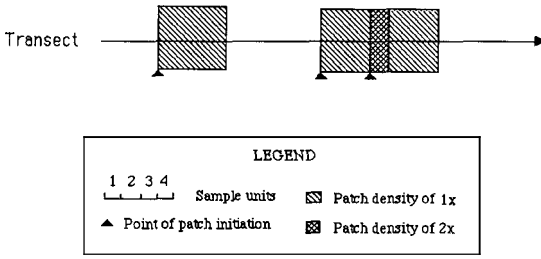 Transect
LEGEND
1 2 3 4
Sample units
Patch density of 1x
Point of patch initiation
Patch density of 2x